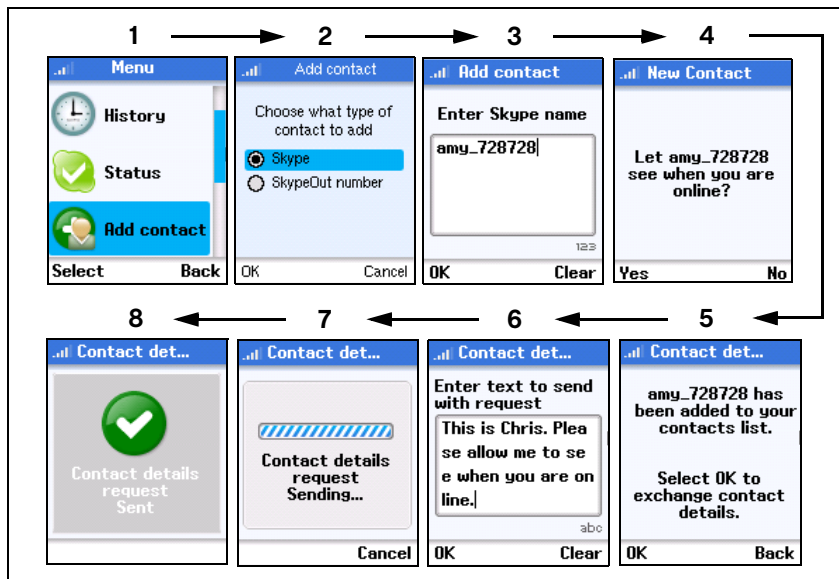 1
2
3
4
Menu
History
Status
Add contact
Select Back
Add contact
Choose what type of
contact to add
Skype
SkypeOut number
OK Cancel
Add contact
Enter Skype name
amy_728728
123
OK Clear
New Contact
Let amy_728728
see when you are
online?
Yes No
8
7
6
5
Contact det...
Contact details
request
Sent
Contact det...
Contact details
request
Sending...
Cancel
Contact det...
Enter text to send
with request
This is Chris. Plea
se allow me to se
e when you are on
line.
abc
OK Clear
Contact det...
amy_728728 has
been added to your
contacts list.
Select OK to
exchange contact
details.
OK Back